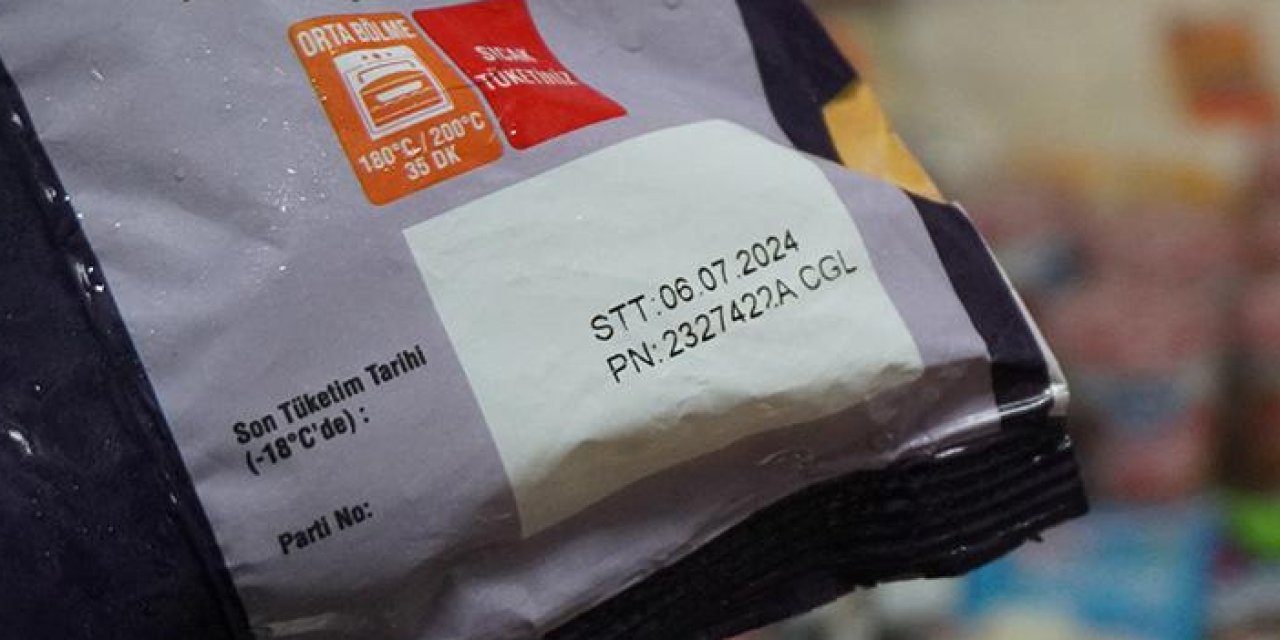 ORTA BÖLME
180°C / 200°C
35 DK
SICAK
TÜKETİNİZ
STT:06.07.2024
PN:2327422A CGL
Son Tüketim Tarihi
(-18°C'de) :
Parti No: